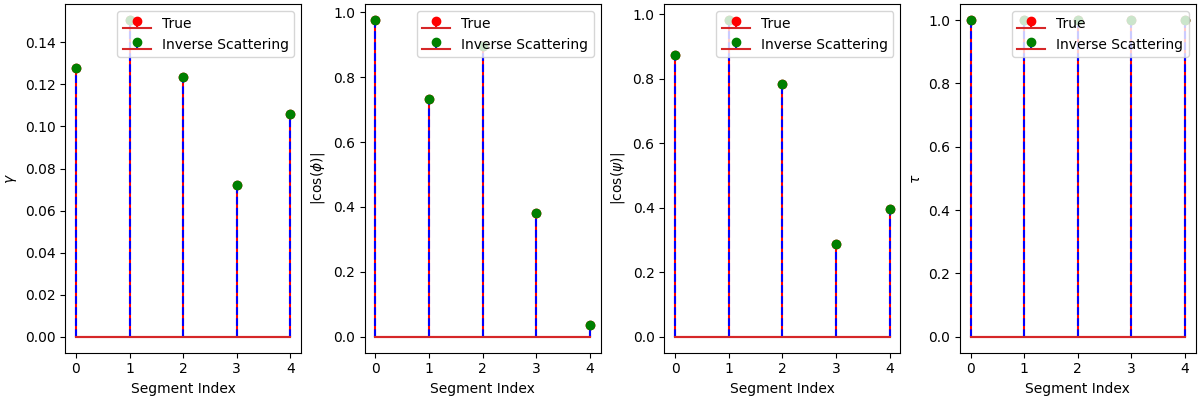 True
Inverse Scattering
γ
0.14
0.12
0.10
0.08
0.06
0.04
0.02
0.00
0 1 2 3 4
Segment Index
True
Inverse Scattering
|cos(ϕ)|
1.0
0.8
0.6
0.4
0.2
0.0
0 1 2 3 4
Segment Index
True
Inverse Scattering
|cos(ψ)|
1.0
0.8
0.6
0.4
0.2
0.0
0 1 2 3 4
Segment Index
True
Inverse Scattering
τ
1.0
0.8
0.6
0.4
0.2
0.0
0 1 2 3 4
Segment Index